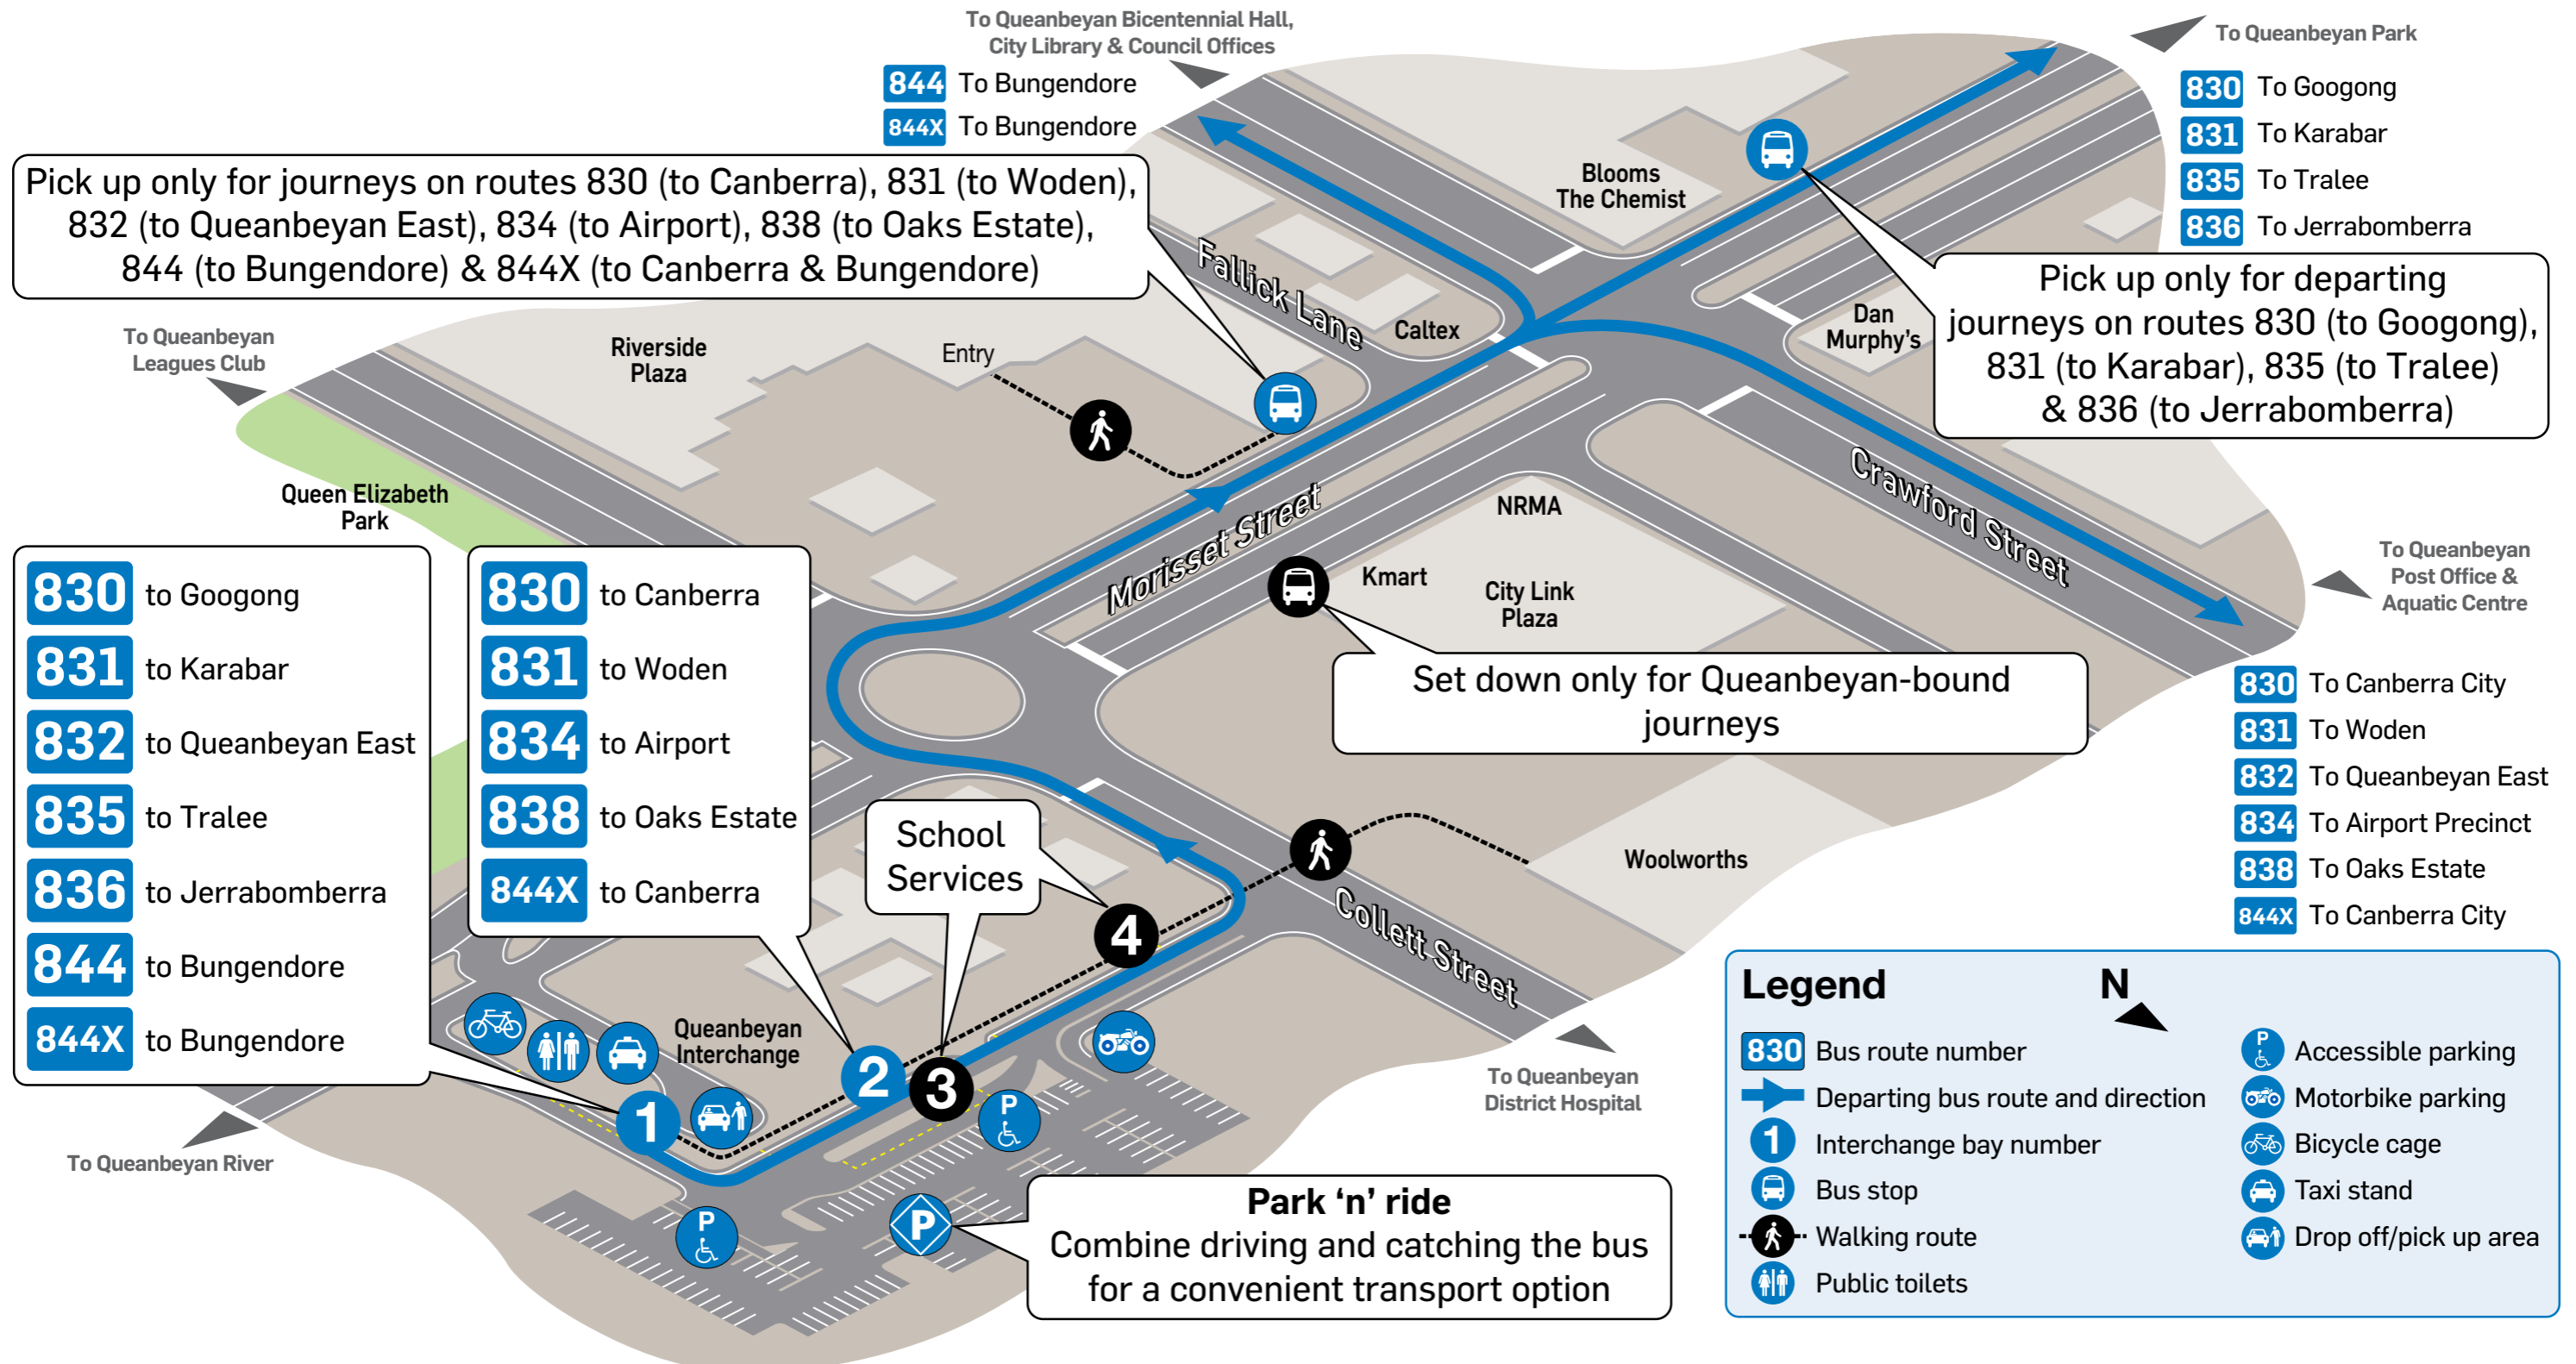 To Queanbeyan Bicentennial Hall,
City Library & Council Offices
844 To Bungendore
844X To Bungendore
To Queanbeyan Park
830 To Googong
831 To Karabar
835 To Tralee
836 To Jerrabomberra
Pick up only for journeys on routes 830 (to Canberra), 831 (to Woden),
832 (to Queanbeyan East), 834 (to Airport), 838 (to Oaks Estate),
844 (to Bungendore) & 844X (to Canberra & Bungendore)
Blooms
The Chemist
Pick up only for departing
journeys on routes 830 (to Googong),
831 (to Karabar), 835 (to Tralee)
& 836 (to Jerrabomberra)
Fallick Lane
Caltex
Dan
Murphy's
To Queanbeyan
Leagues Club
Riverside
Plaza
Entry
Queen Elizabeth
Park
Morisset Street
NRMA
Crawford Street
Kmart
City Link
Plaza
To Queanbeyan
Post Office &
Aquatic Centre
Set down only for Queanbeyan-bound
journeys
830 to Googong
831 to Karabar
832 to Queanbeyan East
835 to Tralee
836 to Jerrabomberra
844 to Bungendore
844X to Bungendore
830 to Canberra
831 to Woden
834 to Airport
838 to Oaks Estate
844X to Canberra
830 To Canberra City
831 To Woden
832 To Queanbeyan East
834 To Airport Precinct
838 To Oaks Estate
844X To Canberra City
School
Services
Woolworths
4
Collett Street
Queanbeyan
Interchange
2
3
1
P
P
P
To Queanbeyan
District Hospital
To Queanbeyan River
Park ‘n’ ride
Combine driving and catching the bus
for a convenient transport option
Legend
N
830 Bus route number
Departing bus route and direction
1 Interchange bay number
Bus stop
Walking route
Public toilets
P Accessible parking
Motorbike parking
Bicycle cage
Taxi stand
Drop off/pick up area